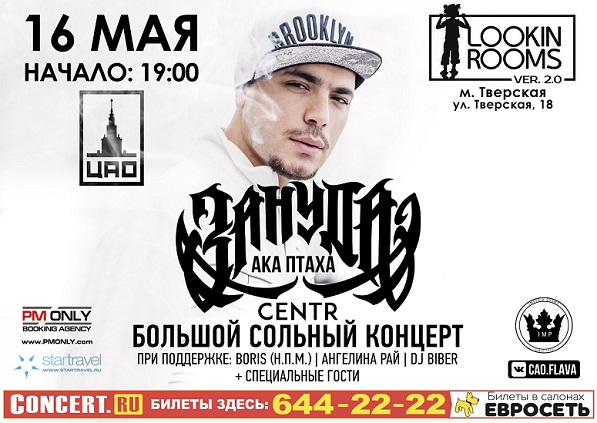 16 МАЯ
НАЧАЛО: 19:00
ЦАО
BROOKLYN
LOOKIN
ROOMS
VER. 2.0
м. Тверская
ул. Тверская, 18
ЗАНУДА
АКА ПТАХА
CENTR
БОЛЬШОЙ СОЛЬНЫЙ КОНЦЕРТ
ПРИ ПОДДЕРЖКЕ: BORIS (Н.П.М.) | АНГЕЛИНА РАЙ | DJ BIBER
+ СПЕЦИАЛЬНЫЕ ГОСТИ
PM ONLY
BOOKING AGENCY
www.PMONLY.com
startravel
WWW.STARTRAVEL.RU
IMP
CAO.FLAVA
CONCERT.RU БИЛЕТЫ ЗДЕСЬ: 644-22-22
Билеты в салонах
ЕВРОСЕТЬ